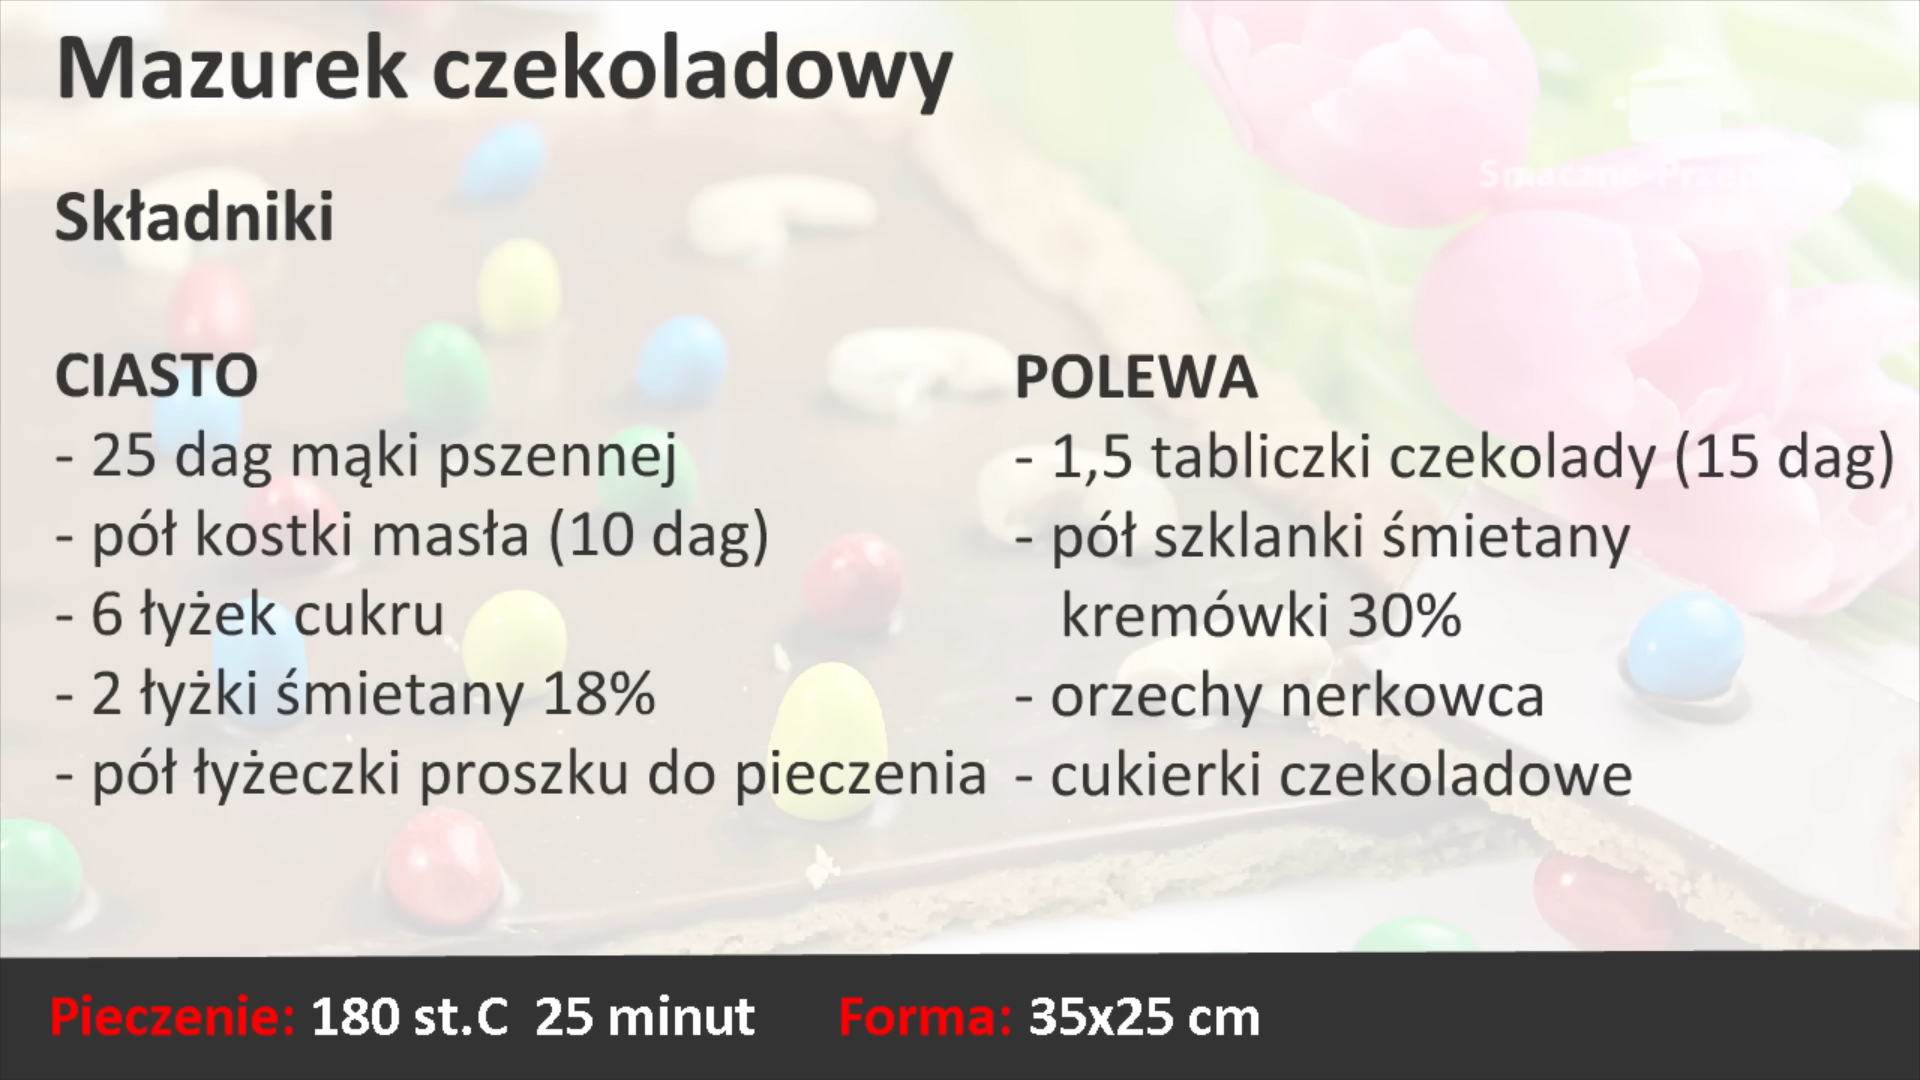 Mazurek czekoladowy
Składniki
CIASTO
- 25 dag mąki pszennej
- pół kostki masła (10 dag)
- 6 łyżek cukru
- 2 łyżki śmietany 18%
- pół łyżeczki proszku do pieczenia
POLEWA
- 1,5 tabliczki czekolady (15 dag)
- pół szklanki śmietany
kremówki 30%
- orzechy nerkowca
- cukierki czekoladowe
Pieczenie: 180 st.C 25 minut Forma: 35x25 cm